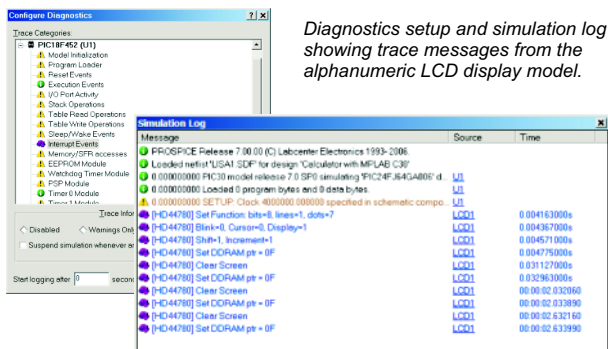 Configure Diagnostics
Trace Categories:
PIC18F452 (U1)
Model Initialization
Program Loader
Reset Events
Execution Events
I/O Port Activity
Stack Operations
Table Read Operations
Table Write Operations
Sleep/Wake Events
Interrupt Events
Memory/SFR accesses
EEPROM Module
Watchdog Timer Module
PSP Module
Timer 0 Module
Timer 1 Module
Trace Infor
Disabled Warnings Only
Suspend simulation whenever
Start logging after 0 second
Diagnostics setup and simulation log
showing trace messages from the
alphanumeric LCD display model.
Simulation Log
Message Source Time
PROSPICE Release 7.00.00 (C) Labcenter Electronics 1993- 2006.
Loaded netlist 'LISA1.SDF' for design 'Calculator with MPLAB C30'
0.000000000 PIC30 model release 7.0 SP0 simulating 'PIC24FJ64GA006' d... U1
0.000000000 Loaded 0 program bytes and 0 data bytes. U1
0.000000000 SETUP: Clock 4000000.000000 specified in schematic compo... U1
[HD44780] Set Function: bits=8, lines=1, dots=7 LCD1 0.004163000s
[HD44780] Blink=0, Cursor=0, Display=1 LCD1 0.004367000s
[HD44780] Shift=1, Increment=1 LCD1 0.004571000s
[HD44780] Set DDRAM ptr = 0F LCD1 0.004775000s
[HD44780] Clear Screen LCD1 0.031127000s
[HD44780] Set DDRAM ptr = 0F LCD1 0.032963000s
[HD44780] Clear Screen LCD1 00:00:02.032060
[HD44780] Set DDRAM ptr = 0F LCD1 00:00:02.033890
[HD44780] Clear Screen LCD1 00:00:02.632160
[HD44780] Set DDRAM ptr = 0F LCD1 00:00:02.633990